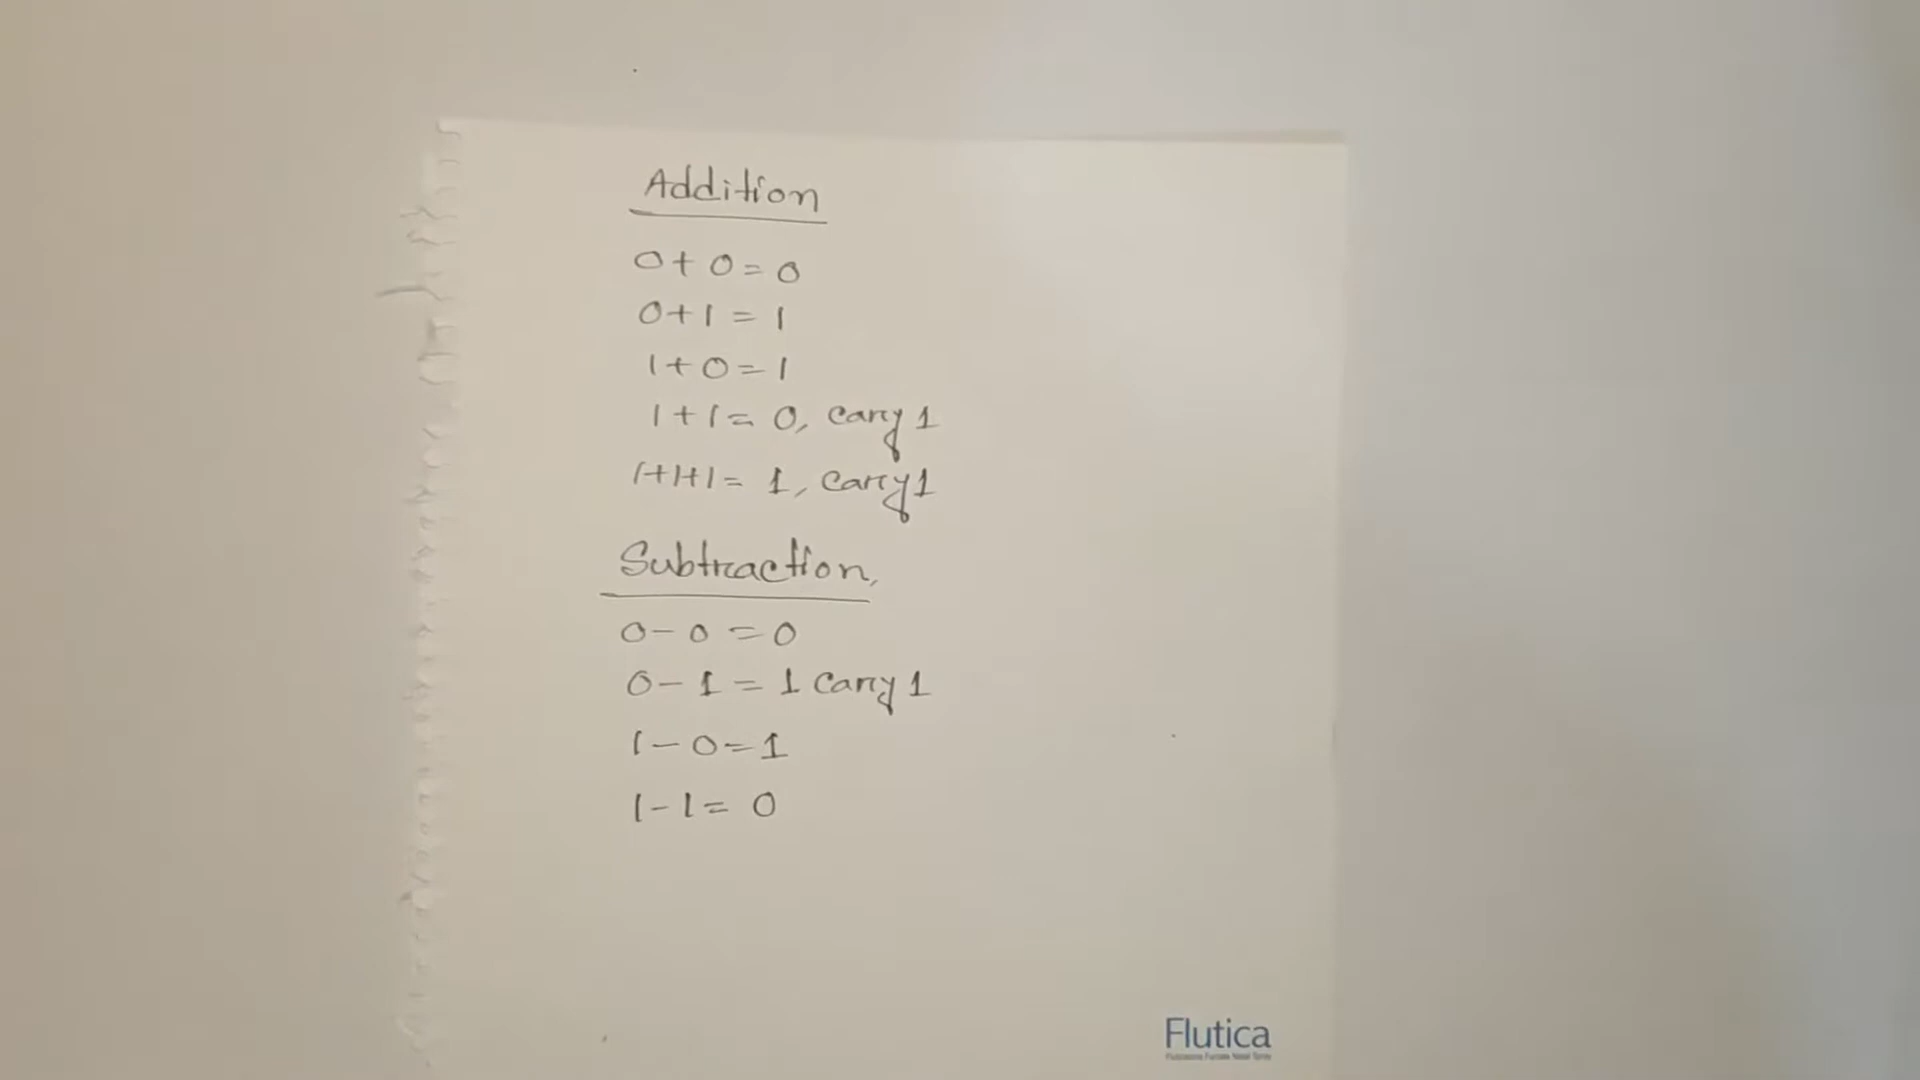 Addition
0+0=0
0+1=1
1+0=1
1+1=0, carry 1
1+1+1=1, carry 1
Subtraction,
0-0=0
0-1=1 carry 1
1-0=1
1-1=0
Flutica